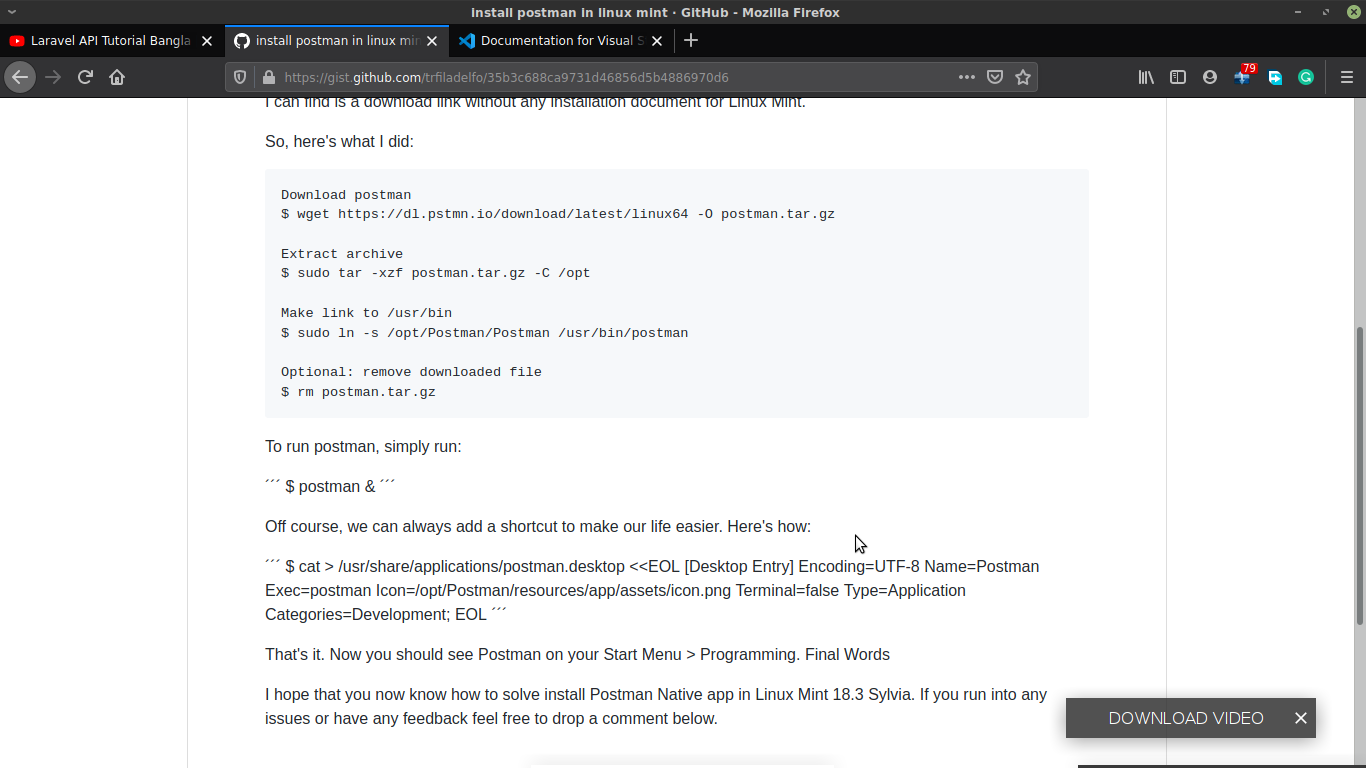 install postman in linux mint · GitHub - Mozilla Firefox
Laravel API Tutorial Bangla
install postman in linux min
Documentation for Visual S
https://gist.github.com/trfiladelfo/35b3c688ca9731d46856d5b4886970d6
79
I can find is a download link without any installation document for Linux Mint.
So, here's what I did:
Download postman
$ wget https://dl.pstmn.io/download/latest/linux64 -O postman.tar.gz
Extract archive
$ sudo tar -xzf postman.tar.gz -C /opt
Make link to /usr/bin
$ sudo ln -s /opt/Postman/Postman /usr/bin/postman
Optional: remove downloaded file
$ rm postman.tar.gz
To run postman, simply run:
´´´ $ postman & ´´´
Off course, we can always add a shortcut to make our life easier. Here's how:
´´´ $ cat > /usr/share/applications/postman.desktop <<EOL [Desktop Entry] Encoding=UTF-8 Name=Postman
Exec=postman Icon=/opt/Postman/resources/app/assets/icon.png Terminal=false Type=Application
Categories=Development; EOL ´´´
That's it. Now you should see Postman on your Start Menu > Programming. Final Words
I hope that you now know how to solve install Postman Native app in Linux Mint 18.3 Sylvia. If you run into any
issues or have any feedback feel free to drop a comment below.
DOWNLOAD VIDEO